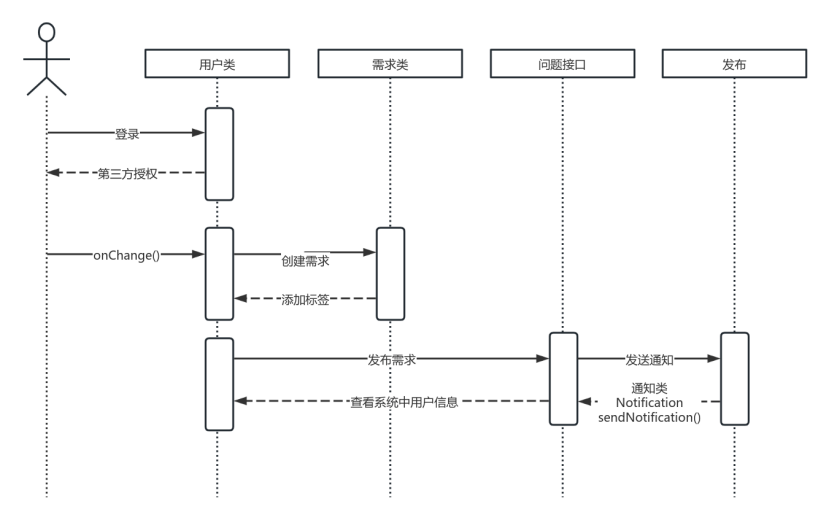 用户类
需求类
问题接口
发布
登录
第三方授权
onChange()
创建需求
添加标签
发布需求
发送通知
查看系统中用户信息
通知类
Notification
sendNotification()